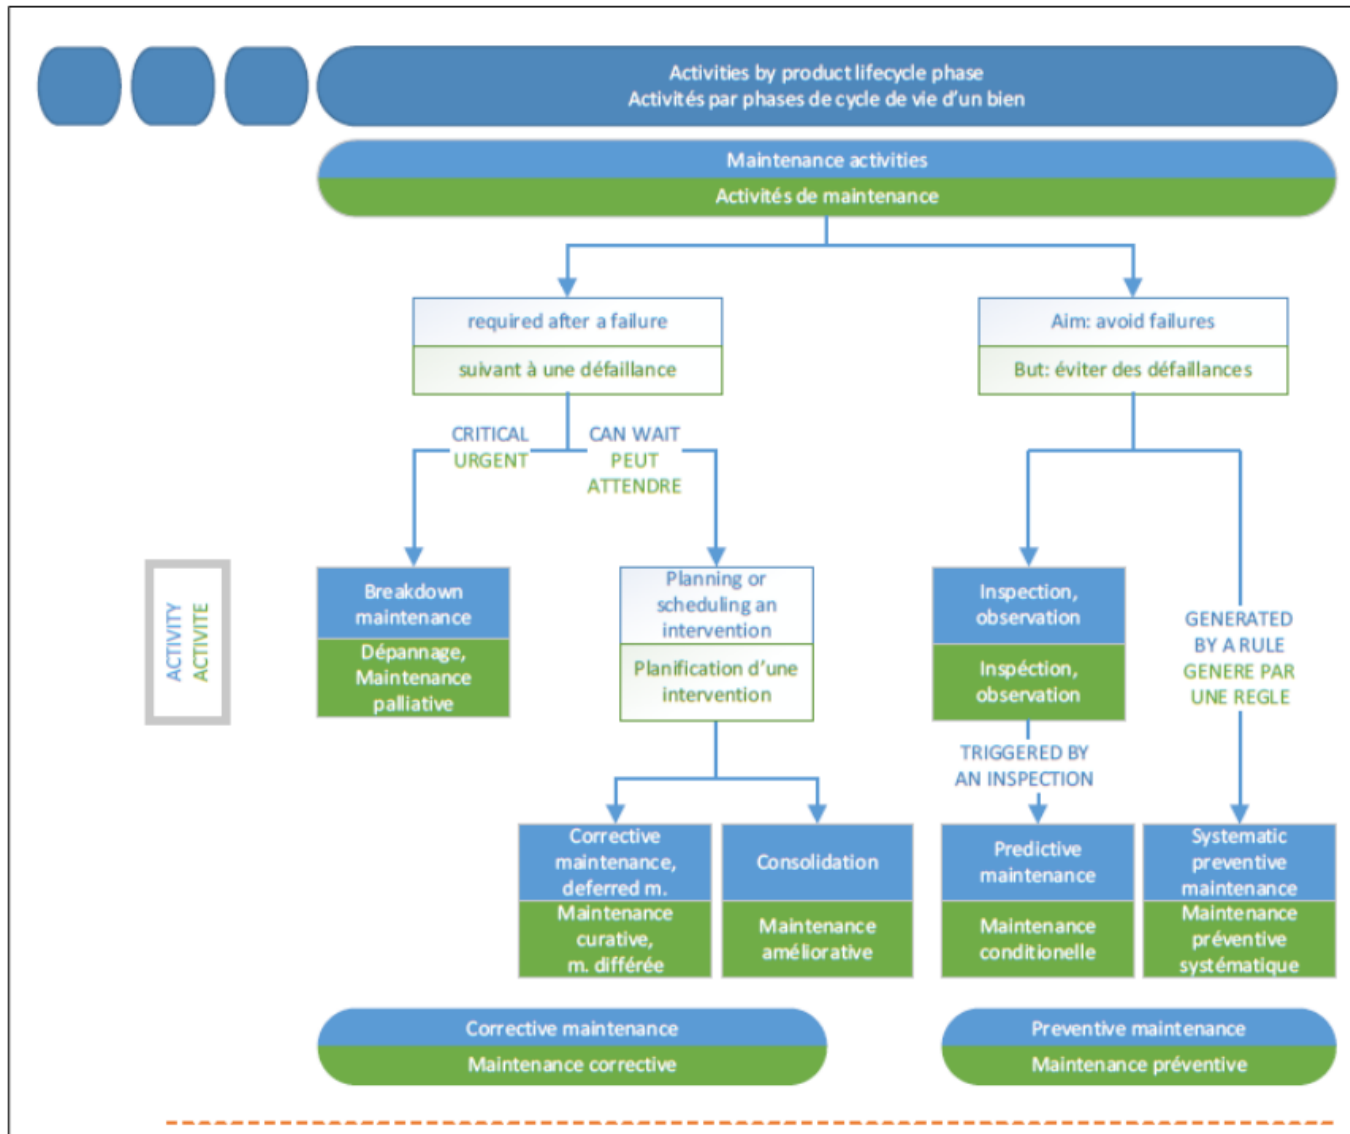 Activities by product lifecycle phase
Activités par phases de cycle de vie d'un bien
Maintenance activities
Activités de maintenance
required after a failure
suivant à une défaillance
Aim: avoid failures
But: éviter des défaillances
CRITICAL
URGENT
CAN WAIT
PEUT
ATTENDRE
ACTIVITY
ACTIVITE
Breakdown
maintenance
Dépannage,
Maintenance
palliative
Planning or
scheduling an
intervention
Planification d'une
intervention
Inspection,
observation
Inspéction,
observation
GENERATED
BY A RULE
GENERE PAR
UNE REGLE
TRIGGERED BY
AN INSPECTION
Corrective
maintenance,
deferred m.
Maintenance
curative,
m. différée
Consolidation
Maintenance
améliorative
Predictive
maintenance
Maintenance
conditionelle
Systematic
preventive
maintenance
Maintenance
préventive
systématique
Corrective maintenance
Maintenance corrective
Preventive maintenance
Maintenance préventive